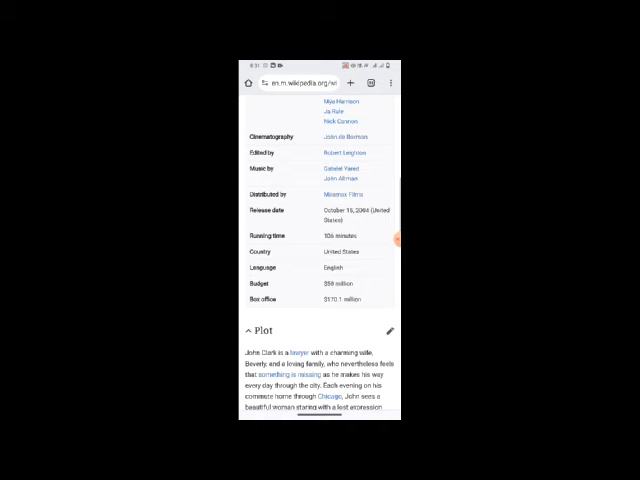 8:31
en.m.wikipedia.org/wi
Mya Harrison
Ja Rule
Nick Cannon
Cinematography John de Borman
Edited by Robert Leighton
Music by Gabriel Yared
John Altman
Distributed by Miramax Films
Release date October 15, 2004 (United
States)
Running time 106 minutes
Country United States
Language English
Budget $50 million
Box office $170.1 million
Plot
John Clark is a lawyer with a charming wife,
Beverly, and a loving family, who nevertheless feels
that something is missing as he makes his way
every day through the city. Each evening on his
commute home through Chicago, John sees a
beautiful woman staring with a lost expression